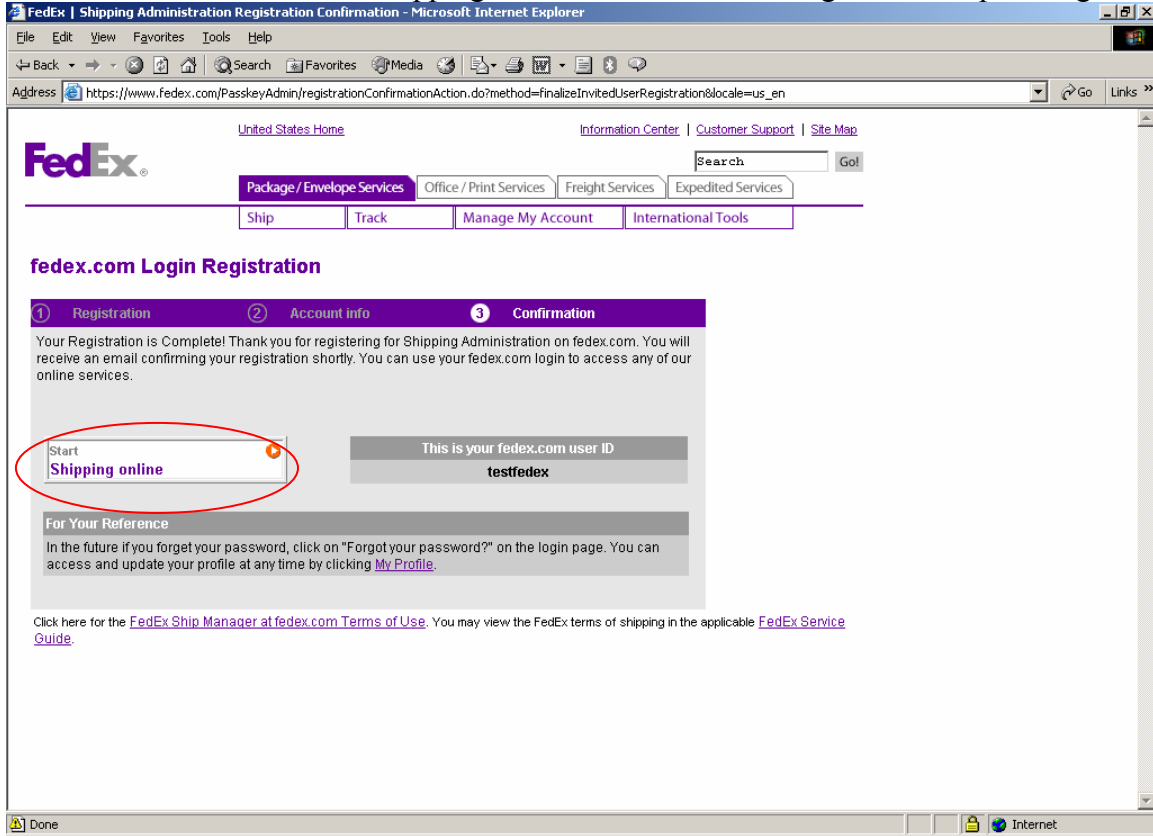 FedEx | Shipping Administration Registration Confirmation - Microsoft Internet Explorer
File Edit View Favorites Tools Help
Back Search Favorites Media
Address https://www.fedex.com/PasskeyAdmin/registrationConfirmationAction.do?method=finalizeInvitedUserRegistration&locale=us_en Go Links »
United States Home Information Center | Customer Support | Site Map
FedEx®
Search Go!
Package / Envelope Services Office / Print Services Freight Services Expedited Services
Ship Track Manage My Account International Tools
fedex.com Login Registration
1 Registration 2 Account info 3 Confirmation
Your Registration is Complete! Thank you for registering for Shipping Administration on fedex.com. You will
receive an email confirming your registration shortly. You can use your fedex.com login to access any of our
online services.
Start
Shipping online
This is your fedex.com user ID
testfedex
For Your Reference
In the future if you forget your password, click on "Forgot your password?" on the login page. You can
access and update your profile at any time by clicking My Profile.
Click here for the FedEx Ship Manager at fedex.com Terms of Use. You may view the FedEx terms of shipping in the applicable FedEx Service
Guide.
Done Internet